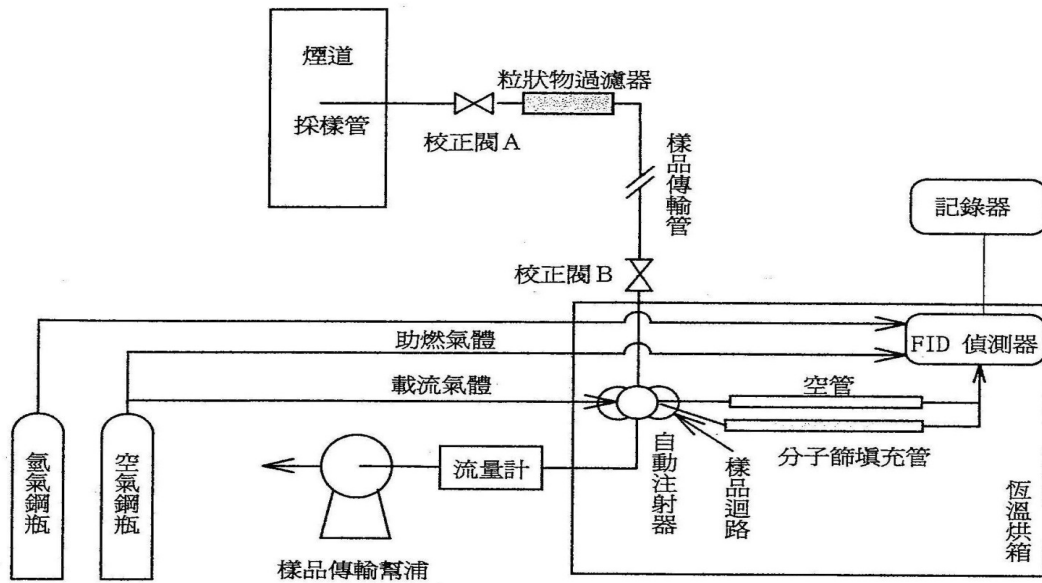 煙道
採樣管
校正閥A
粒狀物過濾器
樣品傳輸管
校正閥B
記錄器
FID 偵測器
助燃氣體
載流氣體
空管
分子篩填充管
氫氣鋼瓶
空氣鋼瓶
流量計
自動注射器
樣品迴路
恆溫烘箱
樣品傳輸幫浦